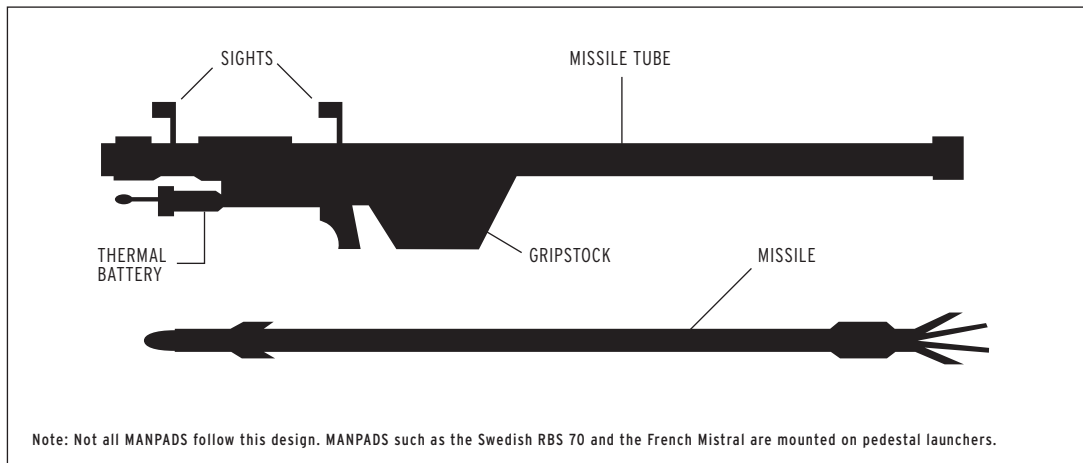 SIGHTS
MISSILE TUBE
THERMAL
BATTERY
GRIPSTOCK
MISSILE
Note: Not all MANPADS follow this design. MANPADS such as the Swedish RBS 70 and the French Mistral are mounted on pedestal launchers.